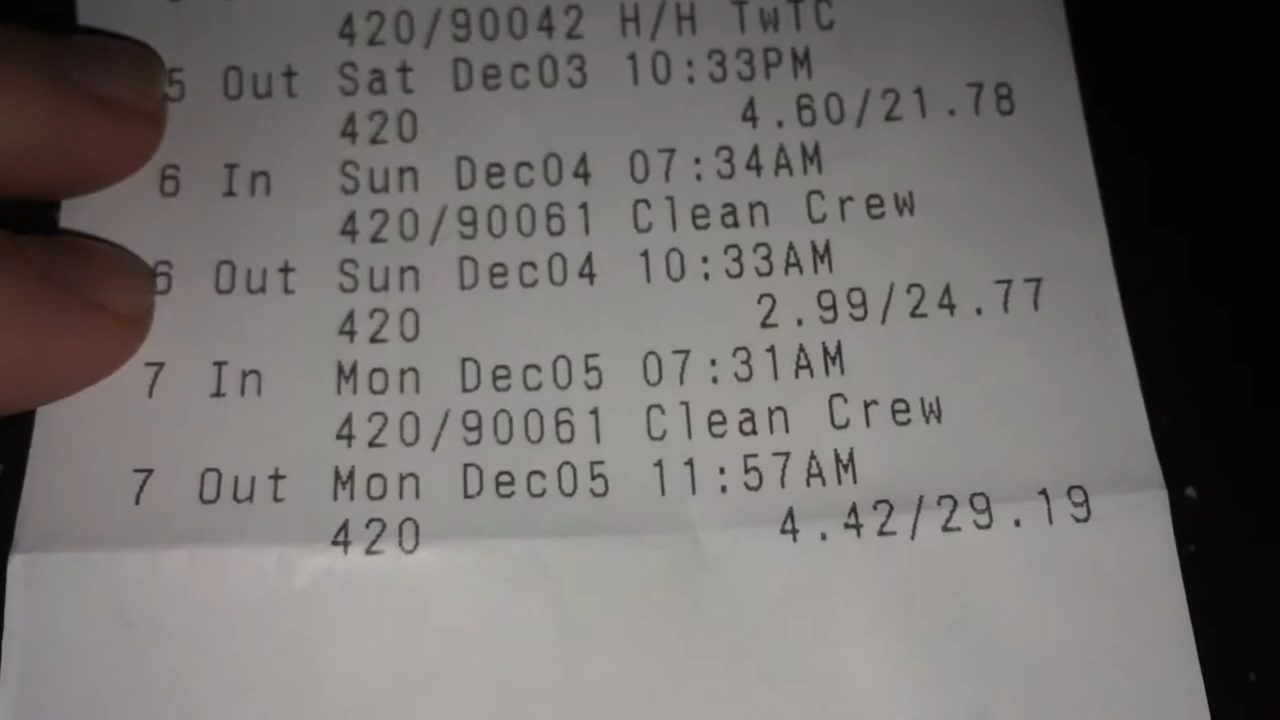 420/90042 H/H TwTC
5 Out Sat Dec03 10:33PM
420 4.60/21.78
6 In Sun Dec04 07:34AM
420/90061 Clean Crew
6 Out Sun Dec04 10:33AM
420 2.99/24.77
7 In Mon Dec05 07:31AM
420/90061 Clean Crew
7 Out Mon Dec05 11:57AM
420 4.42/29.19